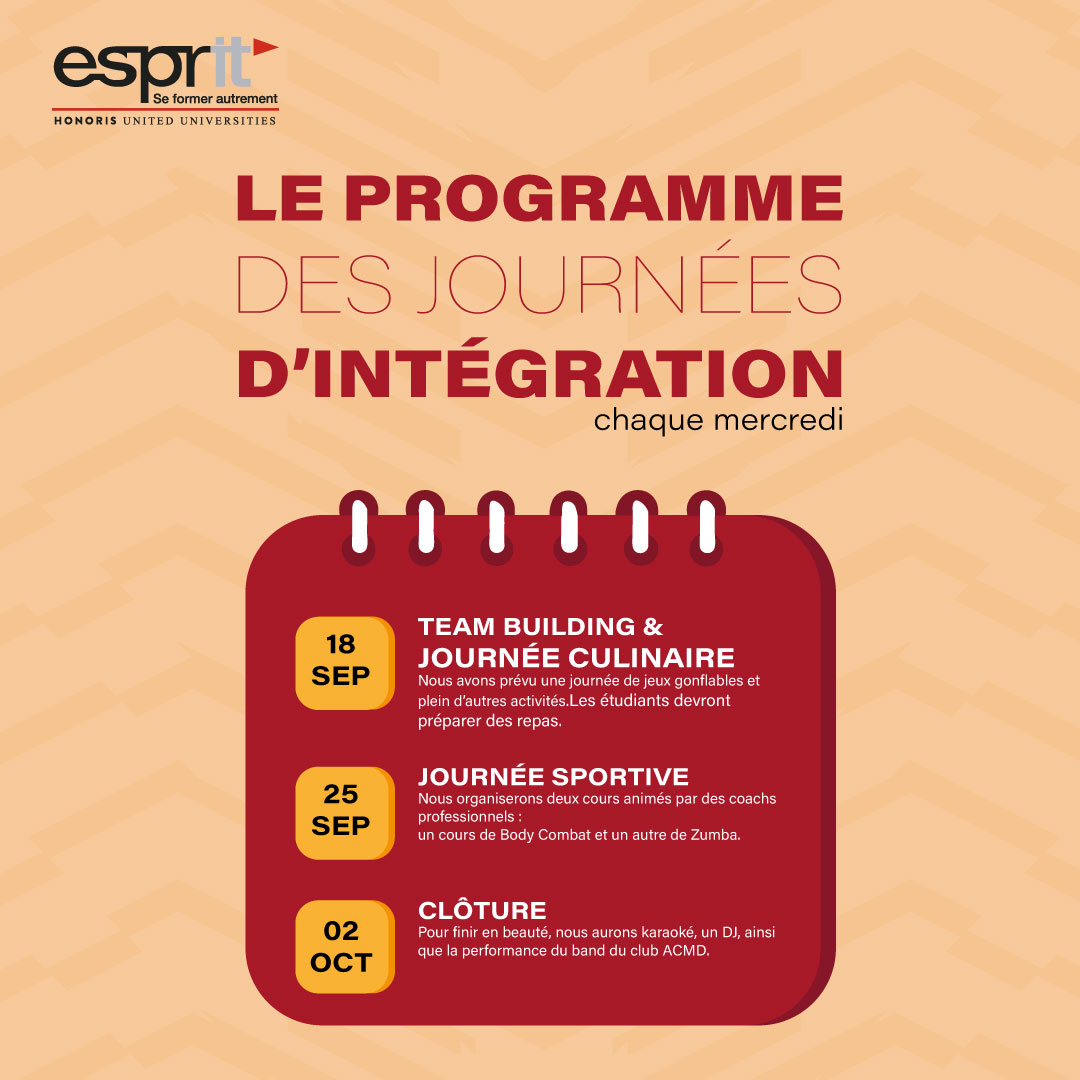 esprit
Se former autrement
HONORIS UNITED UNIVERSITIES
LE PROGRAMME
DES JOURNÉES
D'INTÉGRATION
chaque mercredi
18
SEP
TEAM BUILDING &
JOURNÉE CULINAIRE
Nous avons prévu une journée de jeux gonflables et
plein d'autres activités.Les étudiants devront
préparer des repas.
25
SEP
JOURNÉE SPORTIVE
Nous organiserons deux cours animés par des coachs
professionnels :
un cours de Body Combat et un autre de Zumba.
02
OCT
CLÔTURE
Pour finir en beauté, nous aurons karaoké, un DJ, ainsi
que la performance du band du club ACMD.